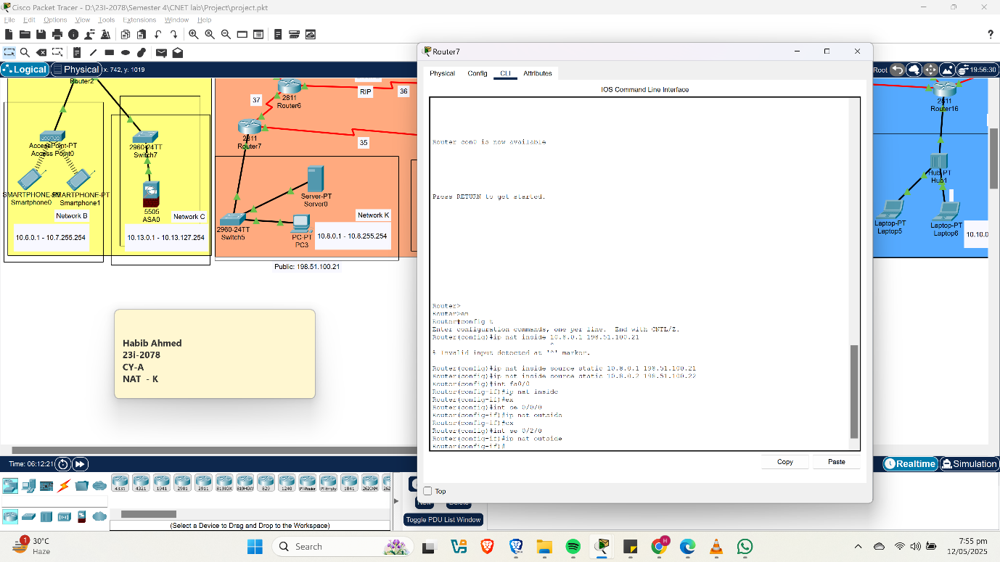 Cisco Packet Tracer - D:\23I-2078\Semester 4\CNET lab\Project\project.pkt
File Edit Options View Tools Extensions Window Help
Logical Physical x: 742, y: 1019
Root 19:56:30
Router2
AccessPoint-PT
Access Point0
2960-24TT
Switch7
SMARTPHONE-PT
Smartphone0
SMARTPHONE-PT
Smartphone1
5505
ASA0
Network B
Network C
10.6.0.1 - 10.7.255.254
10.13.0.1 - 10.13.127.254
37
2811
Router6
RIP
36
2811
Router7
35
Server-PT
Server0
2960-24TT
Switch5
PC-PT
PC3
Network K
10.8.0.1 - 10.8.255.254
Public: 198.51.100.21
Habib Ahmed
23i-2078
CY-A
NAT - K
Router7
Physical Config CLI Attributes
IOS Command Line Interface
Router con0 is now available
Press RETURN to get started.
Router>
Router>en
Router#config t
Enter configuration commands, one per line. End with CNTL/Z.
Router(config)#ip nat inside 10.8.0.1 198.51.100.21
^
% Invalid input detected at '^' marker.
Router(config)#ip nat inside source static 10.8.0.1 198.51.100.21
Router(config)#ip nat inside source static 10.8.0.2 198.51.100.22
Router(config)#int fa0/0
Router(config-if)#ip nat inside
Router(config-if)#ex
Router(config)#int se 0/0/0
Router(config-if)#ip nat outside
Router(config-if)#ex
Router(config)#int se 0/2/0
Router(config-if)#ip nat outside
Router(config-if)#
Copy Paste
Top
2811
Router16
Hub-PT
Hub1
Laptop-PT
Laptop5
Laptop-PT
Laptop6
10.10.0
Time: 06:12:21
Realtime Simulation
4331 4321 1941 2901 2911 819IOX 819HGW 829 1240 PT-Router PT-Empty 1841 2620XM 262
(Select a Device to Drag and Drop to the Workspace)
New Delete
Toggle PDU List Window
1
30°C
Haze
Search
H
7:55 pm
12/05/2025